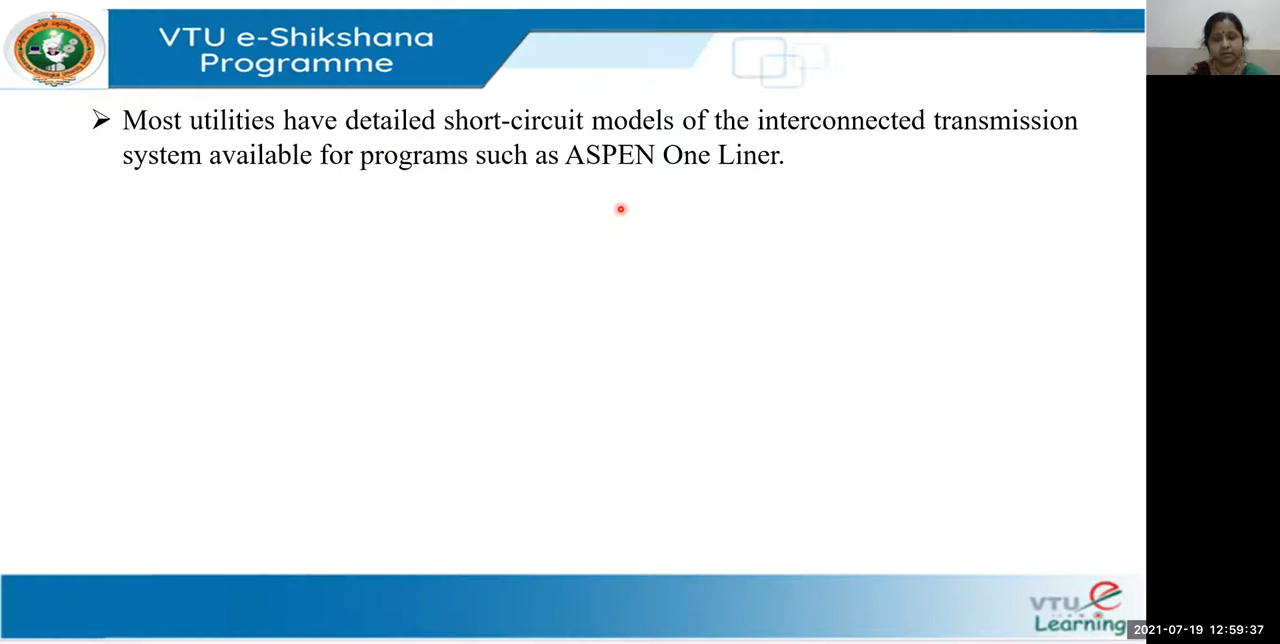 VTU e-Shikshana
Programme
➢ Most utilities have detailed short-circuit models of the interconnected transmission
system available for programs such as ASPEN One Liner.
VTU e
Learning
2021-07-19 12:59:37